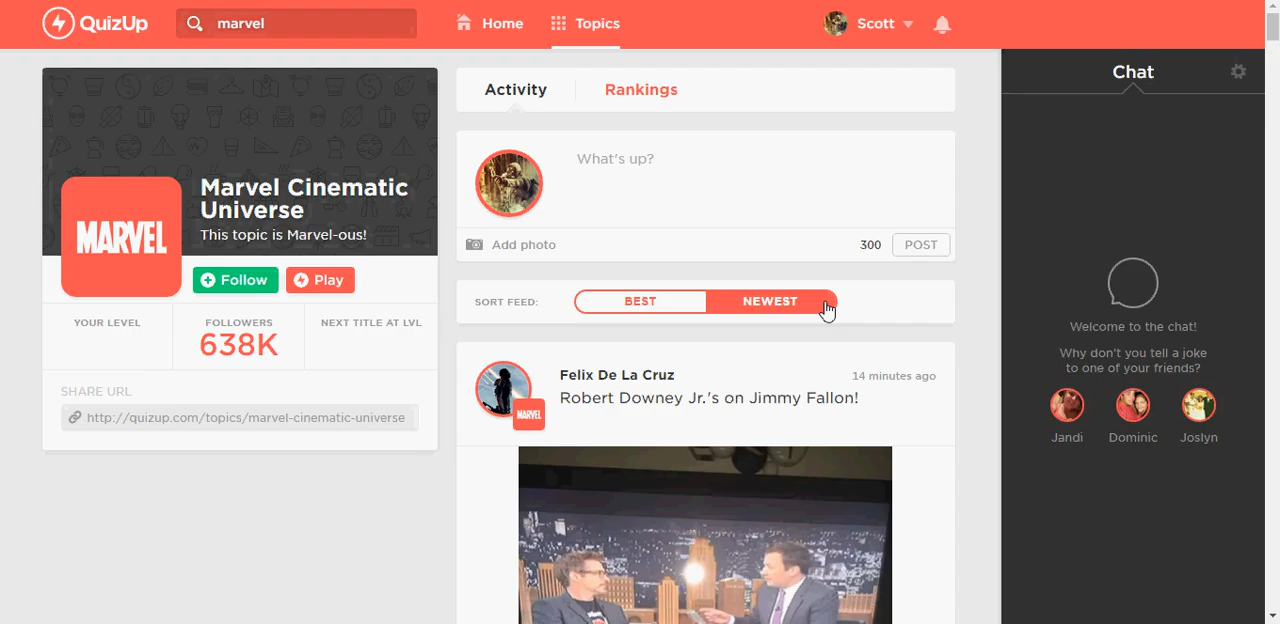 QuizUp
marvel
Home
Topics
Scott
Marvel Cinematic
Universe
This topic is Marvel-ous!
MARVEL
Follow
Play
YOUR LEVEL
FOLLOWERS
638K
NEXT TITLE AT LVL
SHARE URL
http://quizup.com/topics/marvel-cinematic-universe
Activity
Rankings
What's up?
Add photo
300
POST
SORT FEED:
BEST
NEWEST
Felix De La Cruz
14 minutes ago
Robert Downey Jr.'s on Jimmy Fallon!
MARVEL
Chat
Welcome to the chat!
Why don't you tell a joke
to one of your friends?
Jandi
Dominic
Joslyn